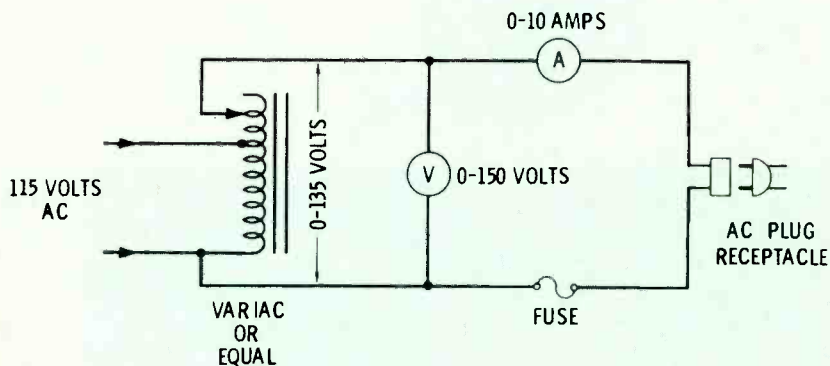 0-10 AMPS
A
115 VOLTS
AC
0-135 VOLTS
V
0-150 VOLTS
AC PLUG
RECEPTACLE
VARIAC
OR
EQUAL
FUSE